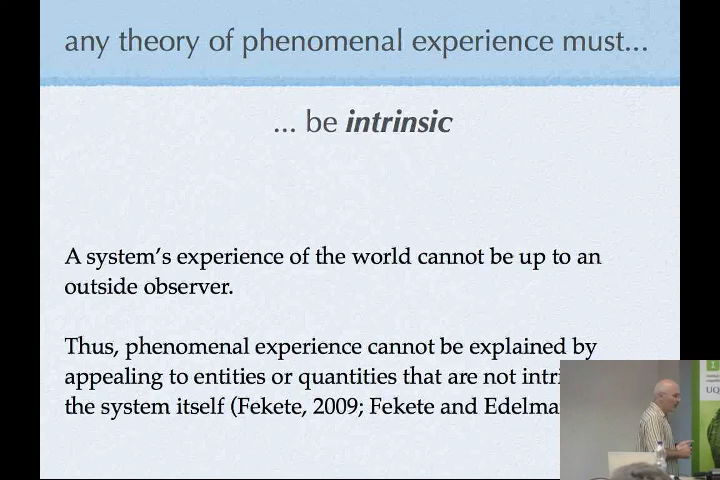 any theory of phenomenal experience must...
... be intrinsic
A system's experience of the world cannot be up to an
outside observer.
Thus, phenomenal experience cannot be explained by
appealing to entities or quantities that are not
the system itself (Fekete, 2009; Fekete and
UQ